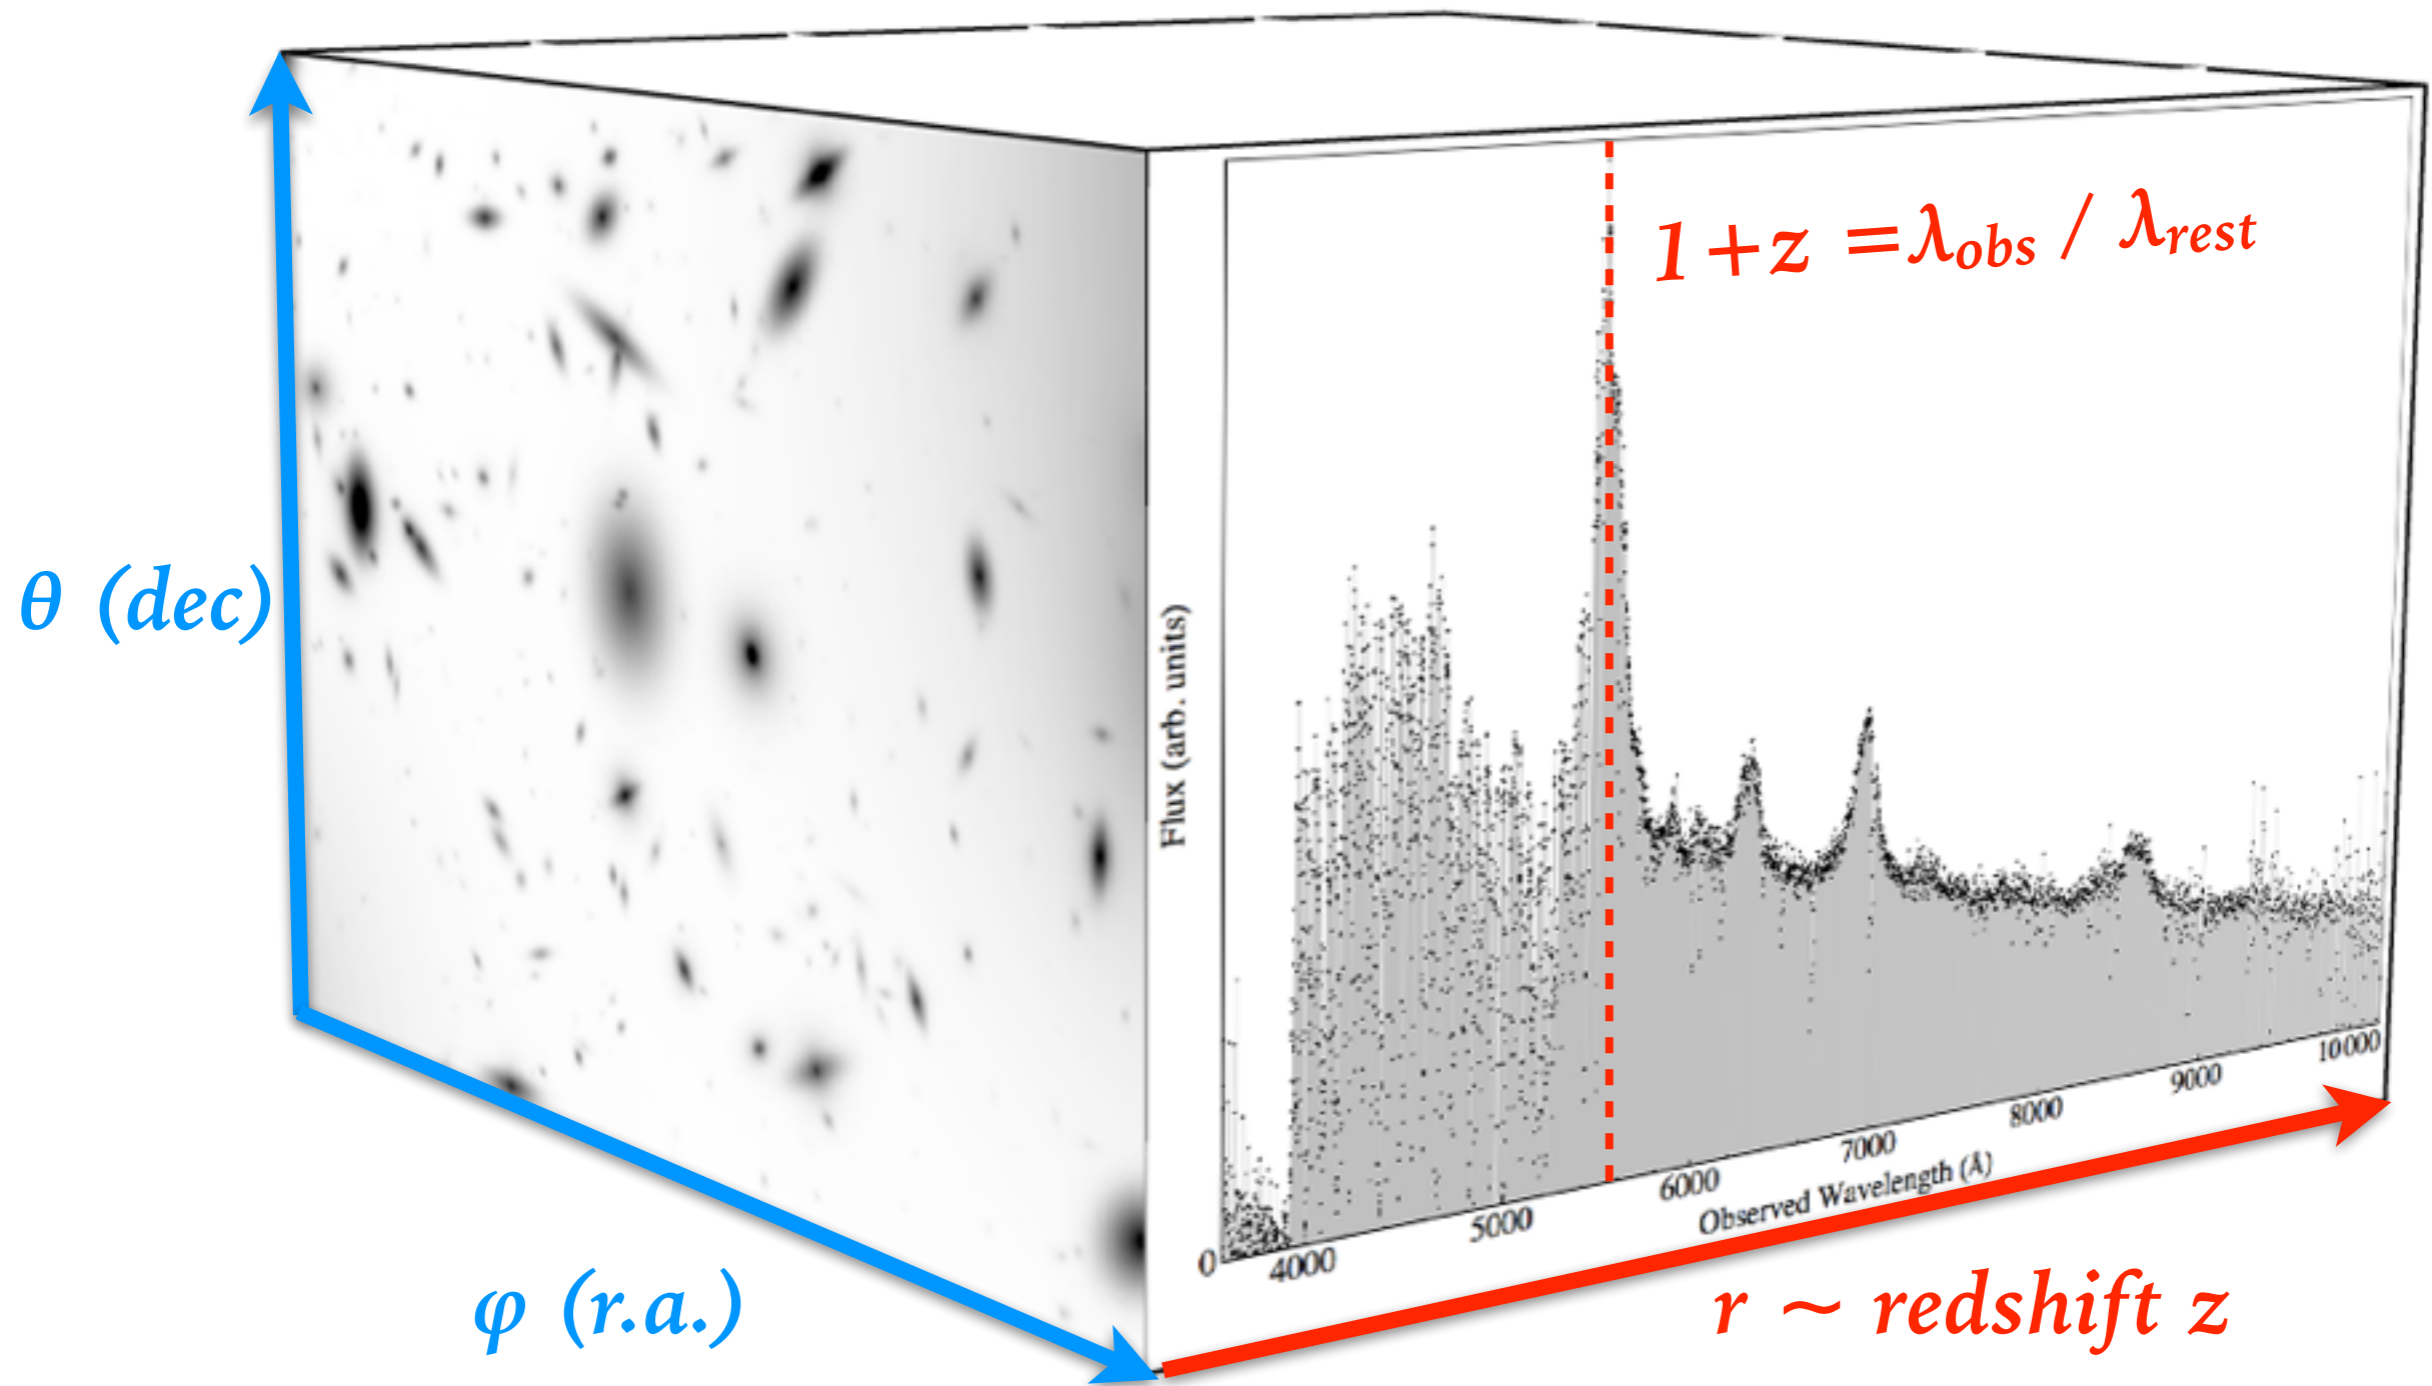 1+z =λobs / λrest
θ (dec)
Flux (arb. units)
0
4000
5000
6000
7000
8000
9000
10000
Observed Wavelength (Å)
φ (r.a.)
r ~ redshift z